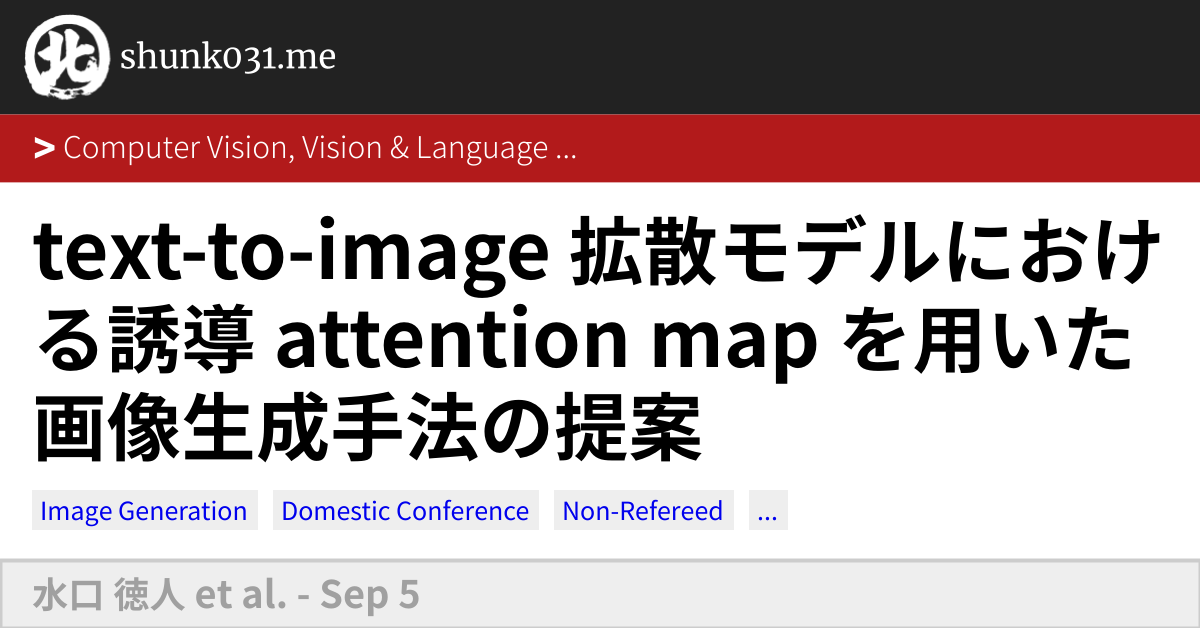 北
shunk031.me
> Computer Vision, Vision & Language ...
text-to-image 拡散モデルにおけ
る誘導 attention map を用いた
画像生成手法の提案
Image Generation Domestic Conference Non-Refereed ...
水口 徳人 et al. - Sep 5